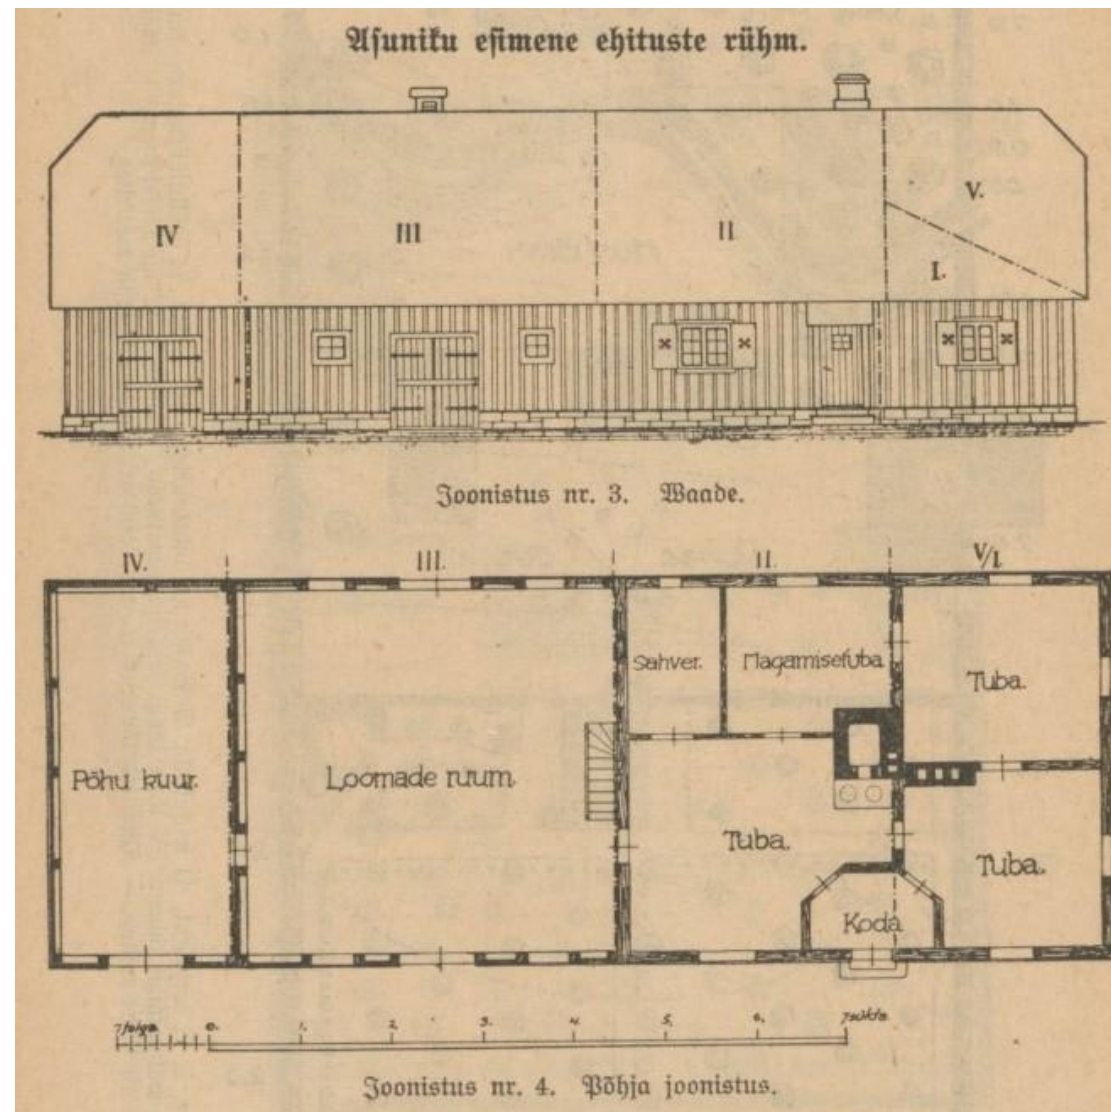 Asuniku esimene ehituste rühm.
IV
III
II
V.
I.
Joonistus nr. 3. Waade.
IV.
III.
II.
V/I.
Sahver.
Magamisetuba
Tuba.
Põhu kuur.
Loomade ruum.
Tuba.
Tuba.
Koda
7 jalga. 0. 1. 2. 3. 4. 5. 6. 7 sülda.
Joonistus nr. 4. Põhja joonistus.